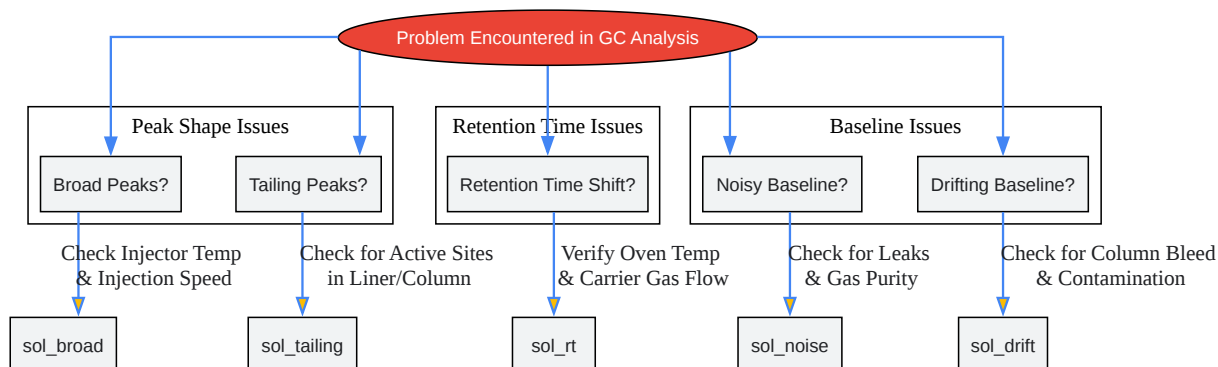 Problem Encountered in GC Analysis
Peak Shape Issues
Retention Time Issues
Baseline Issues
Broad Peaks?
Tailing Peaks?
Retention Time Shift?
Noisy Baseline?
Drifting Baseline?
Check Injector Temp
& Injection Speed
Check for Active Sites
in Liner/Column
Verify Oven Temp
& Carrier Gas Flow
Check for Leaks
& Gas Purity
Check for Column Bleed
& Contamination
sol_broad
sol_tailing
sol_rt
sol_noise
sol_drift